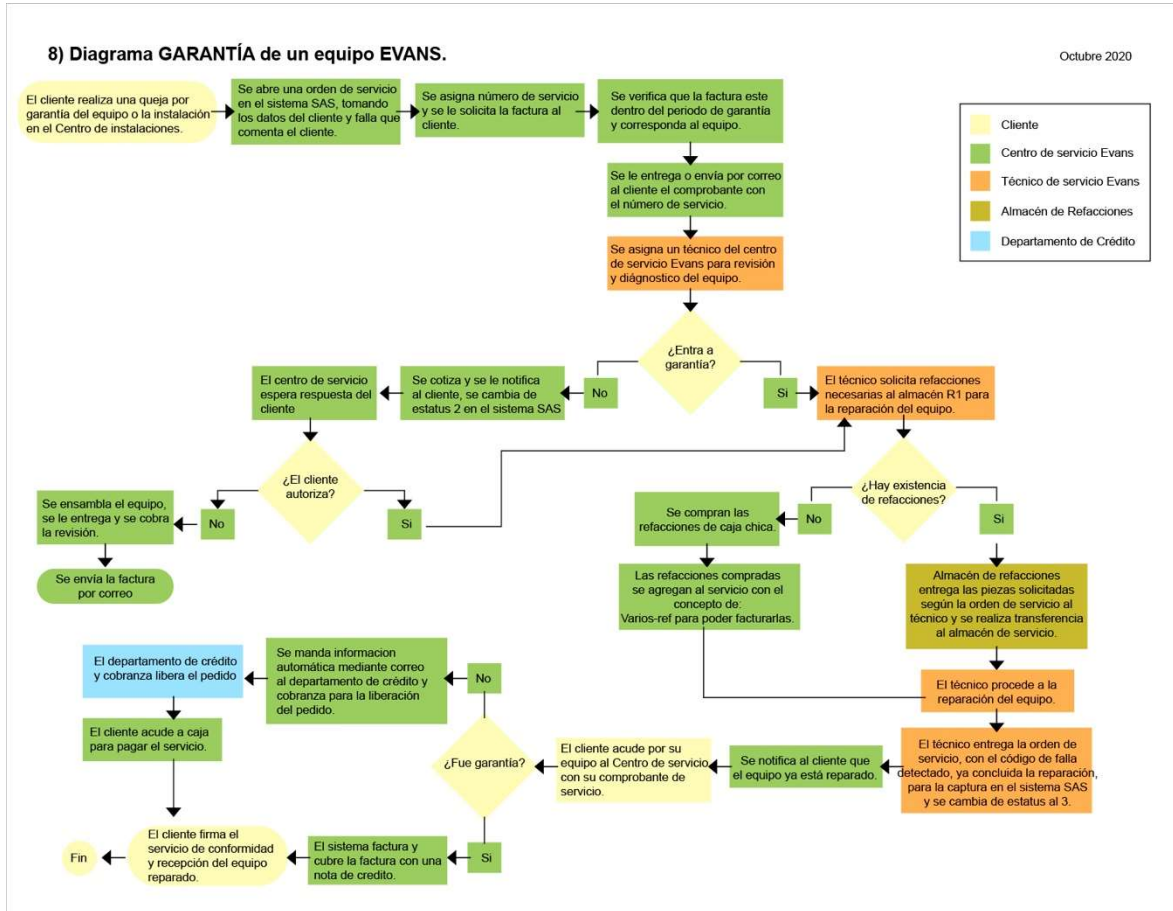 8) Diagrama GARANTÍA de un equipo EVANS.
Octubre 2020
El cliente realiza una queja por
garantía del equipo o la instalación
en el Centro de instalaciones.
Se abre una orden de servicio
en el sistema SAS, tomando
los datos del cliente y falla que
comenta el cliente.
Se asigna número de servicio
y se le solicita la factura al
cliente.
Se verifica que la factura este
dentro del periodo de garantía
y corresponda al equipo.
Cliente
Centro de servicio Evans
Técnico de servicio Evans
Almacén de Refacciones
Departamento de Crédito
Se le entrega o envía por correo
al cliente el comprobante con
el número de servicio.
Se asigna un técnico del centro
de servicio Evans para revisión
y diágnostico del equipo.
¿Entra a
garantía?
No
Si
Se cotiza y se le notifica
al cliente, se cambia de
estatus 2 en el sistema SAS
El centro de servicio
espera respuesta del
cliente
El técnico solicita refacciones
necesarias al almacén R1 para
la reparación del equipo.
¿El cliente
autoriza?
No
Si
Se ensambla el equipo,
se le entrega y se cobra
la revisión.
Se envía la factura
por correo
¿Hay existencia
de refacciones?
No
Si
Se compran las
refacciones de caja chica.
Las refacciones compradas
se agregan al servicio con el
concepto de:
Varios-ref para poder facturarlas.
Almacén de refacciones
entrega las piezas solicitadas
según la orden de servicio al
técnico y se realiza transferencia
al almacén de servicio.
El técnico procede a la
reparación del equipo.
El técnico entrega la orden de
servicio, con el código de falla
detectado, ya concluida la reparación,
para la captura en el sistema SAS
y se cambia de estatus al 3.
Se notifica al cliente que
el equipo ya está reparado.
El cliente acude por su
equipo al Centro de servicio
con su comprobante de
servicio.
¿Fue garantía?
No
Si
Se manda informacion
automática mediante correo
al departamento de crédito y
cobranza para la liberación
del pedido.
El departamento de crédito
y cobranza libera el pedido
El cliente acude a caja
para pagar el servicio.
El sistema factura y
cubre la factura con una
nota de credito.
El cliente firma el
servicio de conformidad
y recepción del equipo
reparado.
Fin